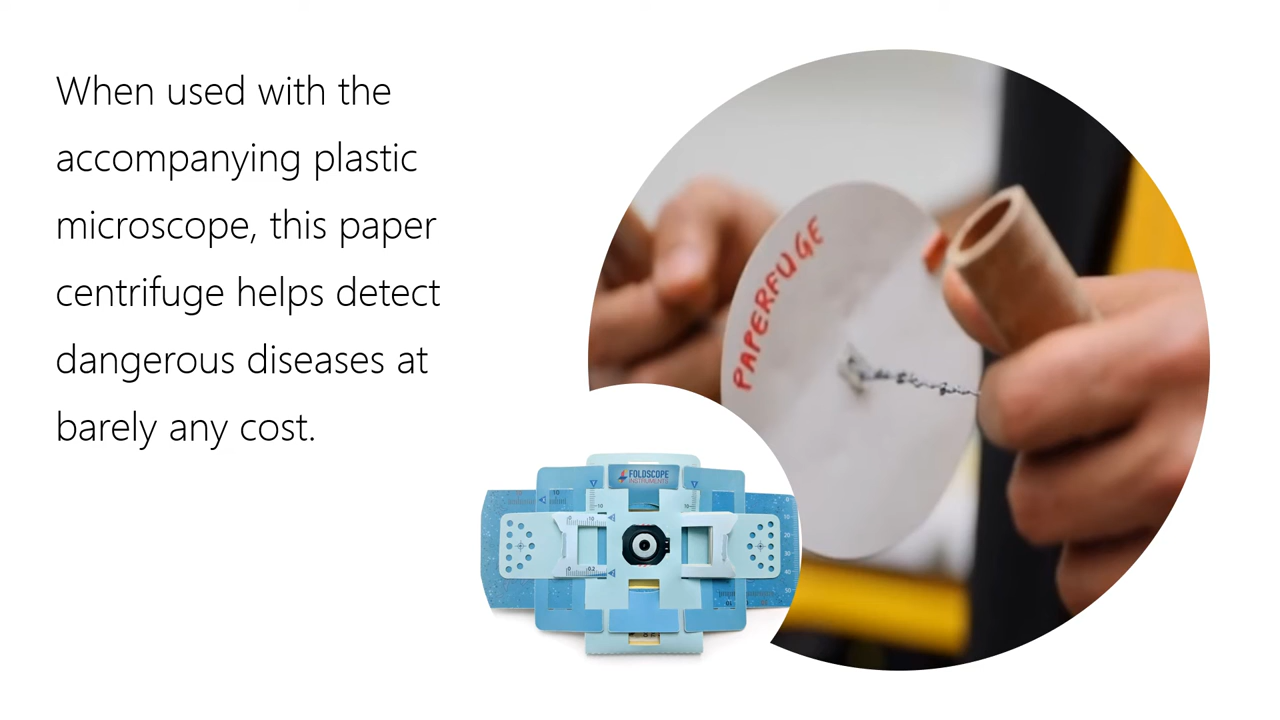 When used with the
accompanying plastic
microscope, this paper
centrifuge helps detect
dangerous diseases at
barely any cost.
PAPERFUGE
FOLDSCOPE
INSTRUMENTS